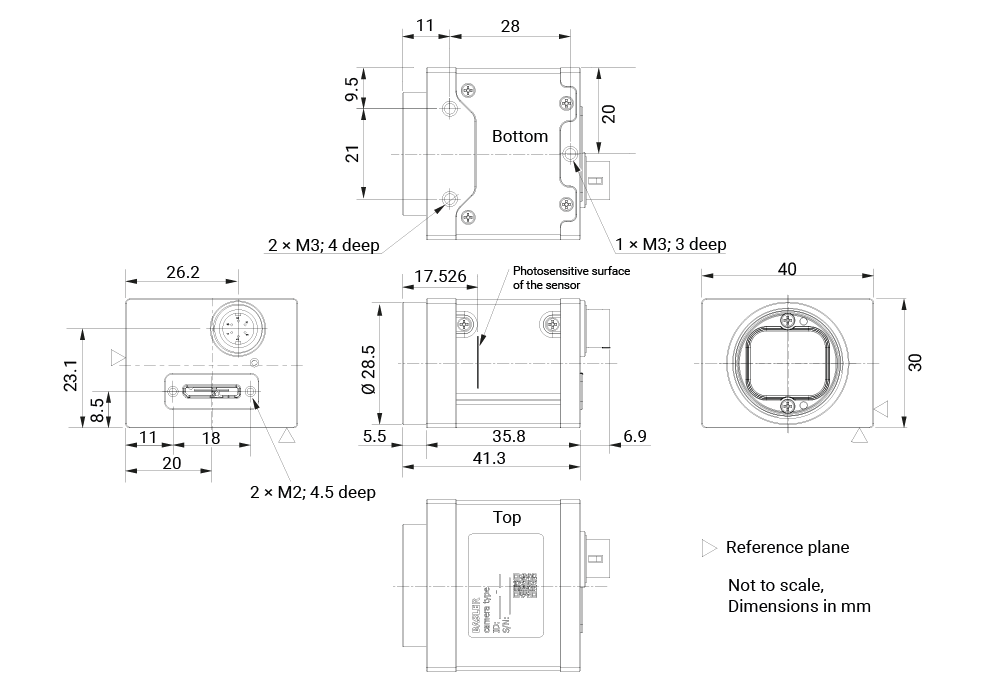 11
28
9.5
21
Bottom
20
2 × M3; 4 deep
1 × M3; 3 deep
26.2
23.1
8.5
11
18
20
2 × M2; 4.5 deep
17.526
Photosensitive surface
of the sensor
Ø 28.5
5.5
35.8
6.9
41.3
40
30
Top
BASLER
camera type
ID:
S/N:
Reference plane
Not to scale,
Dimensions in mm